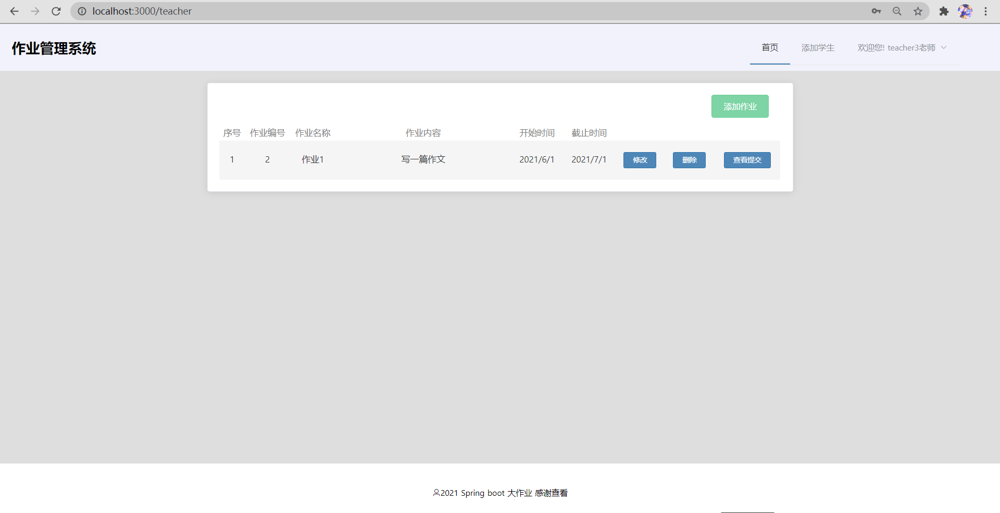 localhost:3000/teacher
作业管理系统
首页 添加学生 欢迎您! teacher3老师
添加作业
序号 作业编号 作业名称 作业内容 开始时间 截止时间
1 2 作业1 写一篇作文 2021/6/1 2021/7/1 修改 删除 查看提交
2021 Spring boot 大作业 感谢查看